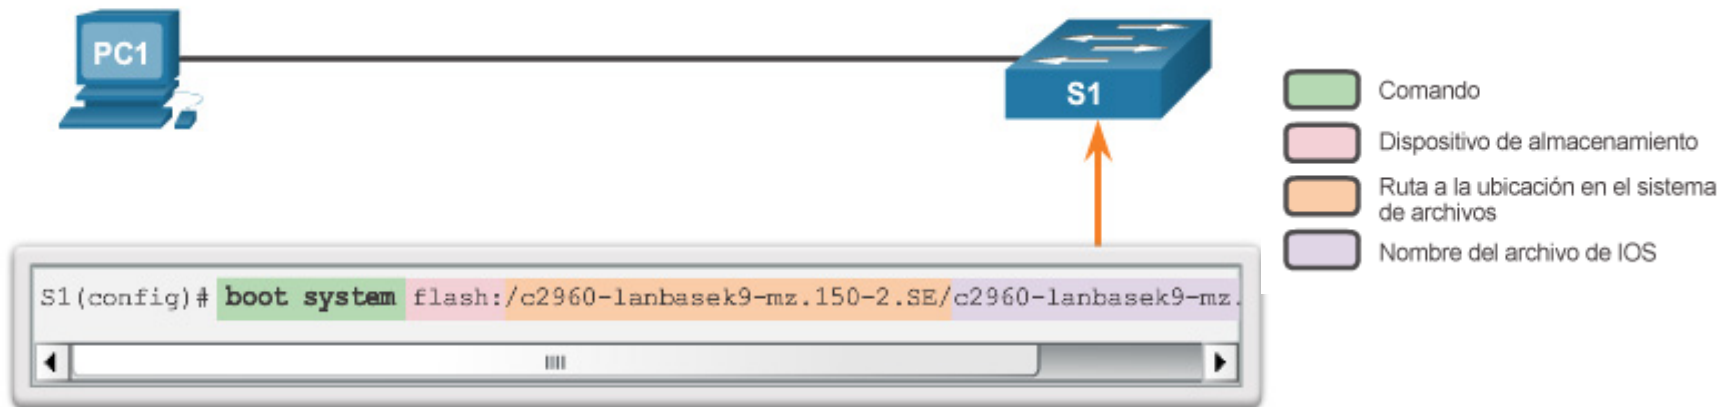 PC1
S1
Comando
Dispositivo de almacenamiento
Ruta a la ubicación en el sistema
de archivos
Nombre del archivo de IOS
S1(config)# boot system flash:/c2960-lanbasek9-mz.150-2.SE/c2960-lanbasek9-mz.